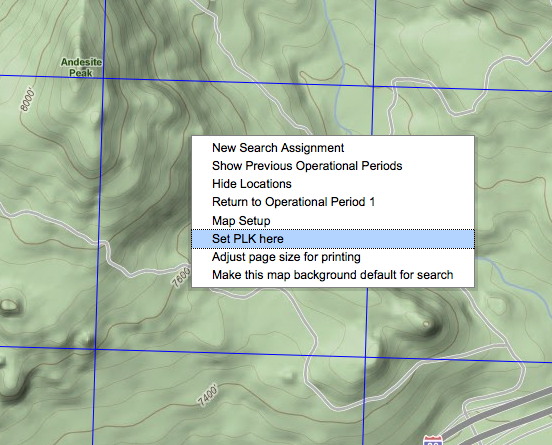 Andesite
Peak
8000'
New Search Assignment
Show Previous Operational Periods
Hide Locations
Return to Operational Period 1
Map Setup
Set PLK here
Adjust page size for printing
Make this map background default for search
7600
7400'